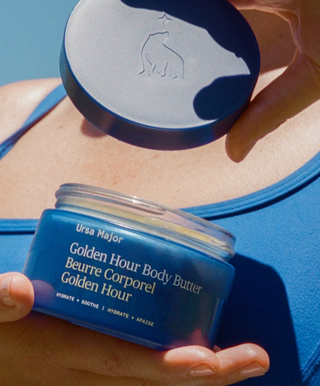 Ursa Major
Golden Hour Body Butter
Beurre Corporel
Golden Hour
HYDRATE + SOOTHE | HYDRATE + APAISE